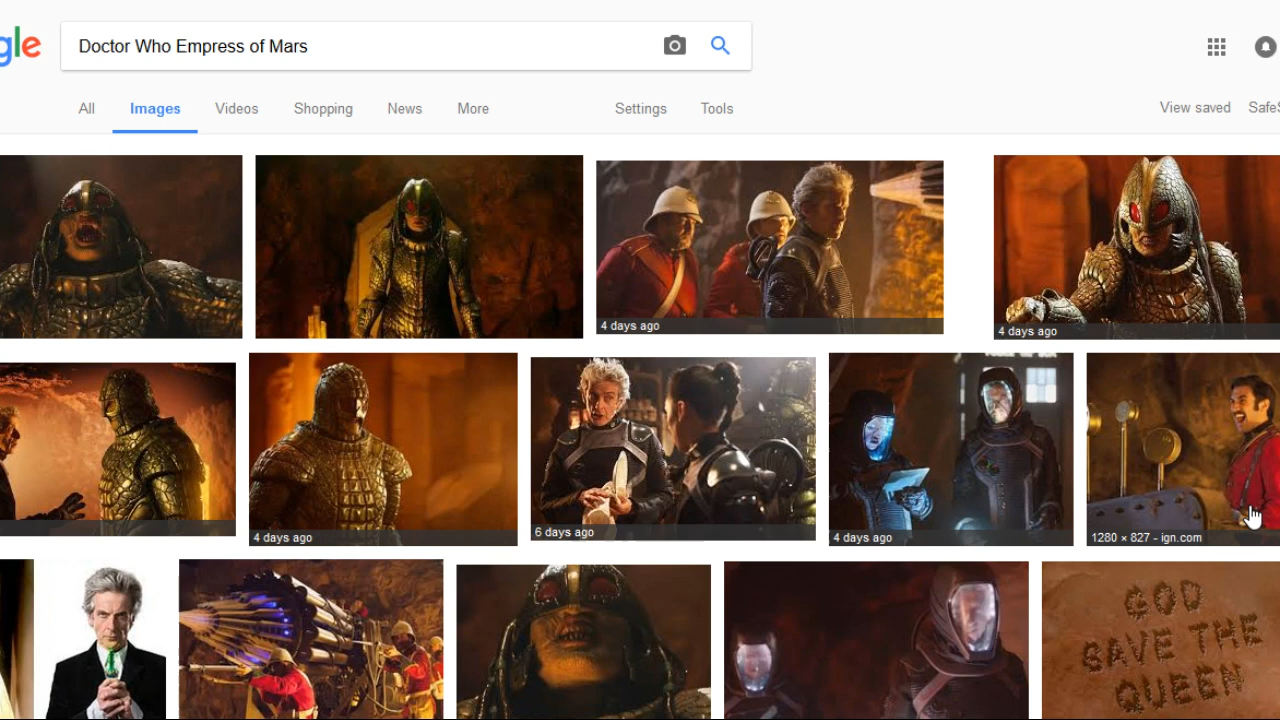 gle
Doctor Who Empress of Mars
All Images Videos Shopping News More Settings Tools View saved SafeS
4 days ago
4 days ago
4 days ago
6 days ago
4 days ago
1280 × 827 - ign.com
GOD
SAVE THE
QUEEN